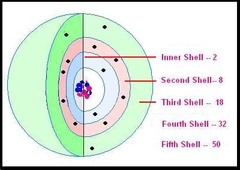 Inner Shell -- 2
Second Shell-- 8
Third Shell -- 18
Fourth Shell -- 32
Fifth Shell -- 50